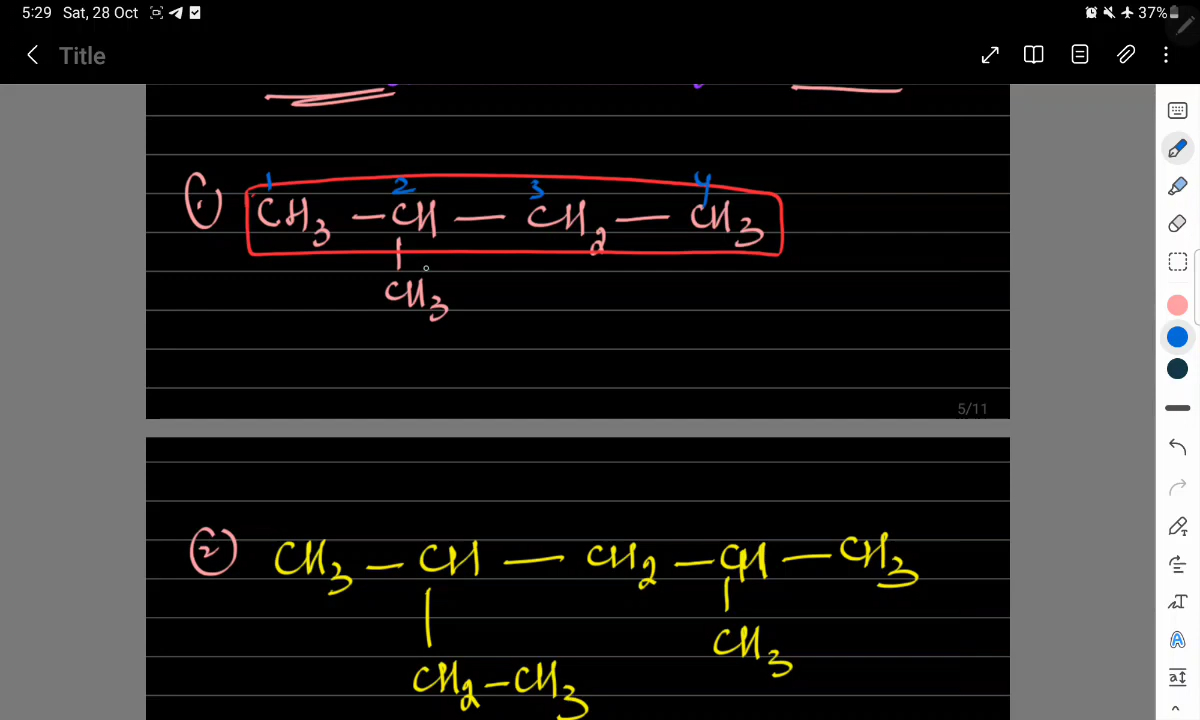 5:29 Sat, 28 Oct 37%
Title
1 2 3 4
(1) CH3 - CH - CH2 - CH3
|
CH3
5/11
(2) CH3 - CH - CH2 - CH - CH3
| |
CH3
CH2 - CH3